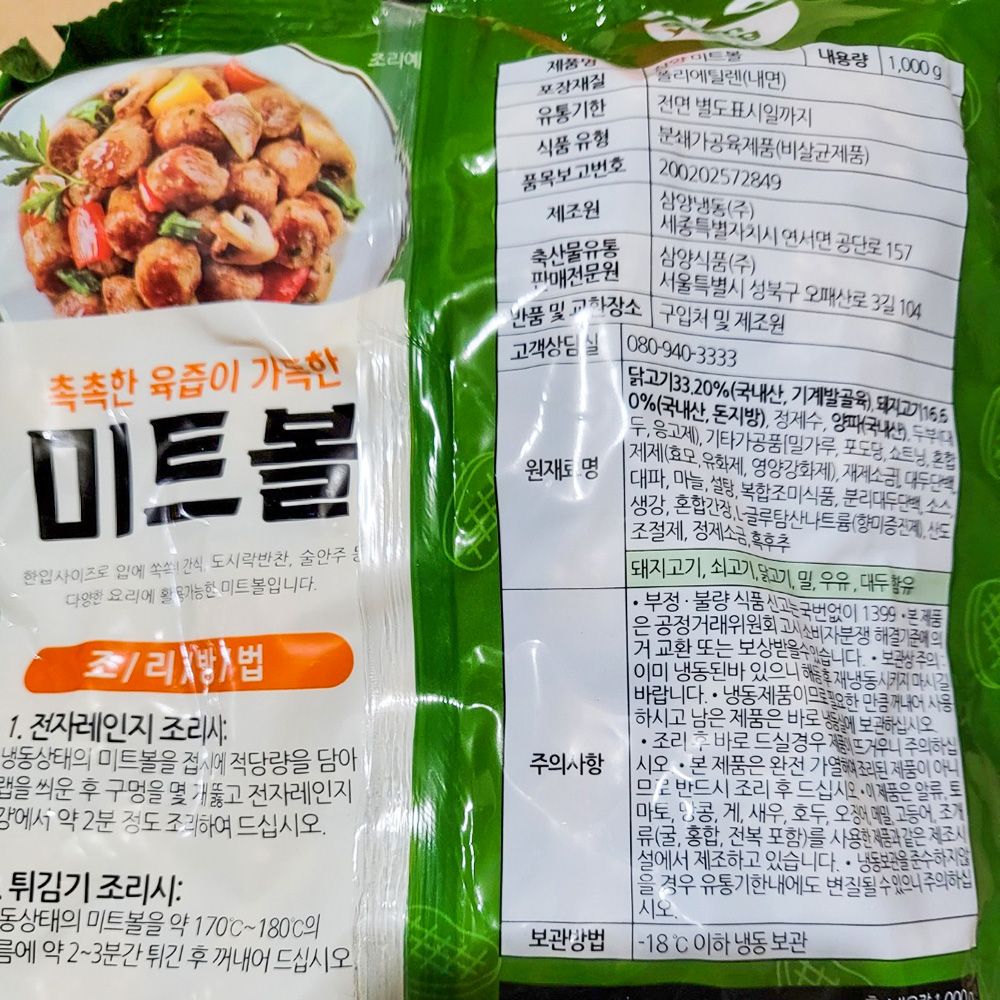 조리예
촉촉한 육즙이 가득한
미트볼
한입사이즈로 입에 쏙쏙! 간식, 도시락반찬, 술안주 등
다양한 요리에 활용가능한 미트볼입니다.
조/리/방/법
1. 전자레인지 조리시:
냉동상태의 미트볼을 접시에 적당량을 담아
랩을 씌운 후 구멍을 몇 개 뚫고 전자레인지
에서 약 2분 정도 조리하여 드십시오.
튀김기 조리시:
동상태의 미트볼을 약 170℃~180℃의
름에 약 2~3분간 튀긴 후 꺼내어 드십시오.
제품명 미트볼 내용량 1,000 g
포장재질 폴리에틸렌(내면)
유통기한 전면 별도표시일까지
식품 유형 분쇄가공육제품(비살균제품)
품목보고번호 200202572849
제조원 삼양냉동(주)
세종특별자치시 연서면 공단로 157
축산물유통 삼양식품(주)
판매전문원 서울특별시 성북구 오패산로 3길 104
반품 및 교환장소 구입처 및 제조원
고객상담실 080-940-3333
원재료명
닭고기33.20%(국내산, 기계발골육), 돼지고기16.6
0%(국내산, 돈지방), 정제수, 양파(국내산), 두부(대
두, 응고제), 기타가공품[밀가루, 포도당, 쇼트닝, 혼합
제제(효모, 유화제, 영양강화제), 재제소금], 대두단백,
대파, 마늘, 설탕, 복합조미식품, 분리대두단백, 소스,
생강, 혼합간장, L-글루탐산나트륨(향미증진제), 산도
조절제, 정제소금, 흑후추
돼지고기, 쇠고기, 닭고기, 밀, 우유, 대두 함유
주의사항
• 부정·불량 식품 신고는 국번없이 1399 • 본 제품
은 공정거래위원회 고시 소비자분쟁 해결기준에 의
거 교환 또는 보상받을 수 있습니다. • 보관상 주의:
이미 냉동된바 있으니 해동후 재냉동시키지 마시길
바랍니다. • 냉동제품이므로 필요한 만큼 꺼내어 사용
하시고 남은 제품은 바로 냉동실에 보관하십시오.
• 조리 후 바로 드실경우 제품이 뜨거우니 주의하십
시오. • 본 제품은 완전 가열하여 조리된 제품이 아니
므로 반드시 조리 후 드십시오. • 이 제품은 알류, 토
마토, 땅콩, 게, 새우, 호두, 오징어, 메밀, 고등어, 조개
류(굴, 홍합, 전복 포함)를 사용한 제품과 같은 제조시
설에서 제조하고 있습니다. • 냉동보관을 준수하지 않
을 경우 유통기한내에도 변질될 수 있으니 주의하십
시오.
보관방법 -18℃ 이하 냉동 보관